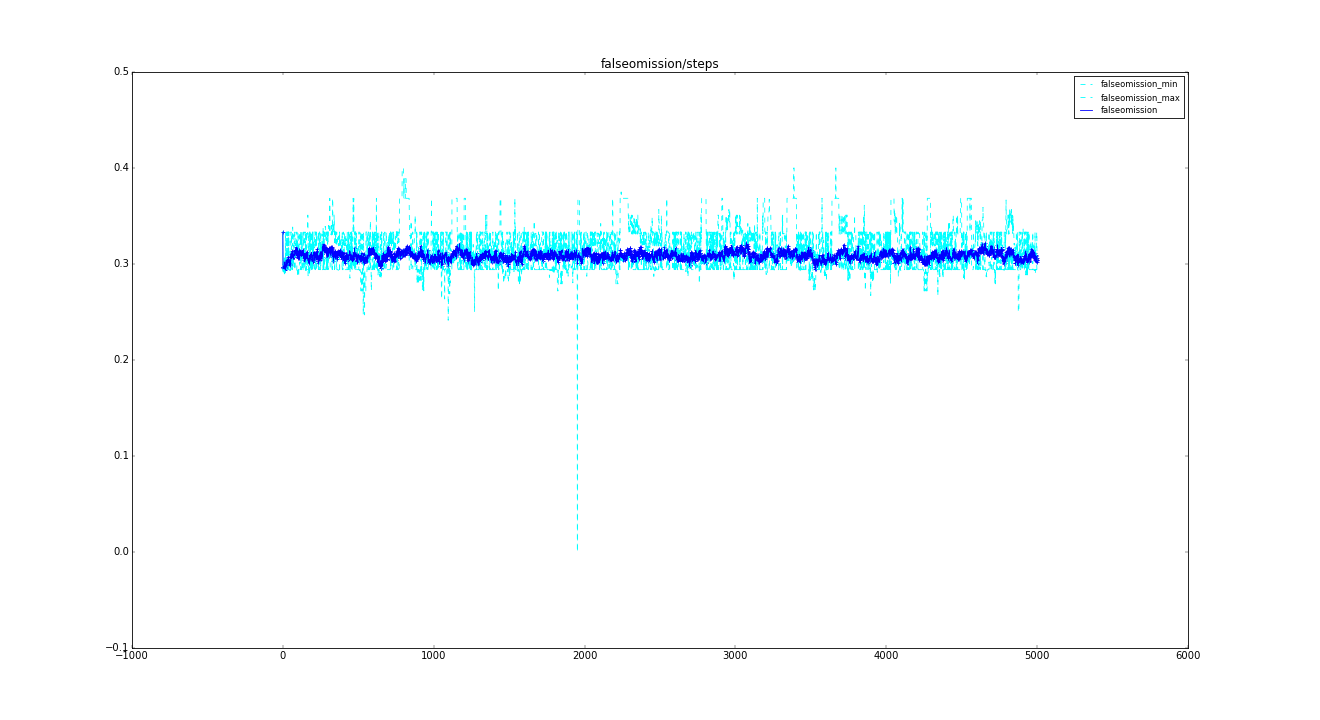 falseomission/steps
0.5
falseomission_min
falseomission_max
falseomission
0.4
0.3
0.2
0.1
0.0
−0.1
−1000 0 1000 2000 3000 4000 5000 6000